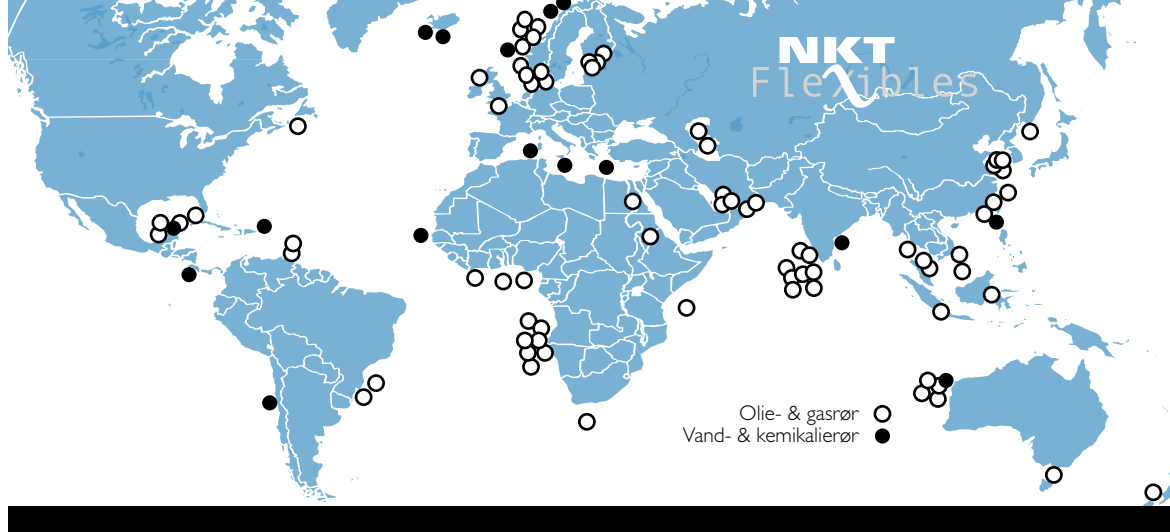 NKT
Flexibles
Olie- & gasrør
Vand- & kemikalierør